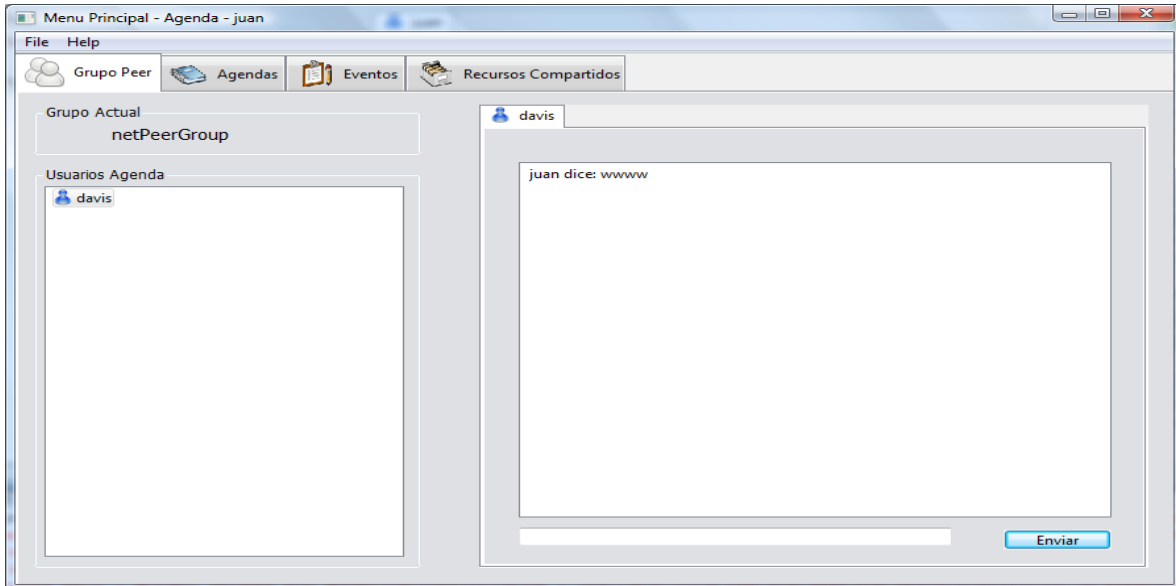 Menu Principal - Agenda - juan
File Help
Grupo Peer Agendas Eventos Recursos Compartidos
Grupo Actual
netPeerGroup
Usuarios Agenda
davis
davis
juan dice: wwww
Enviar